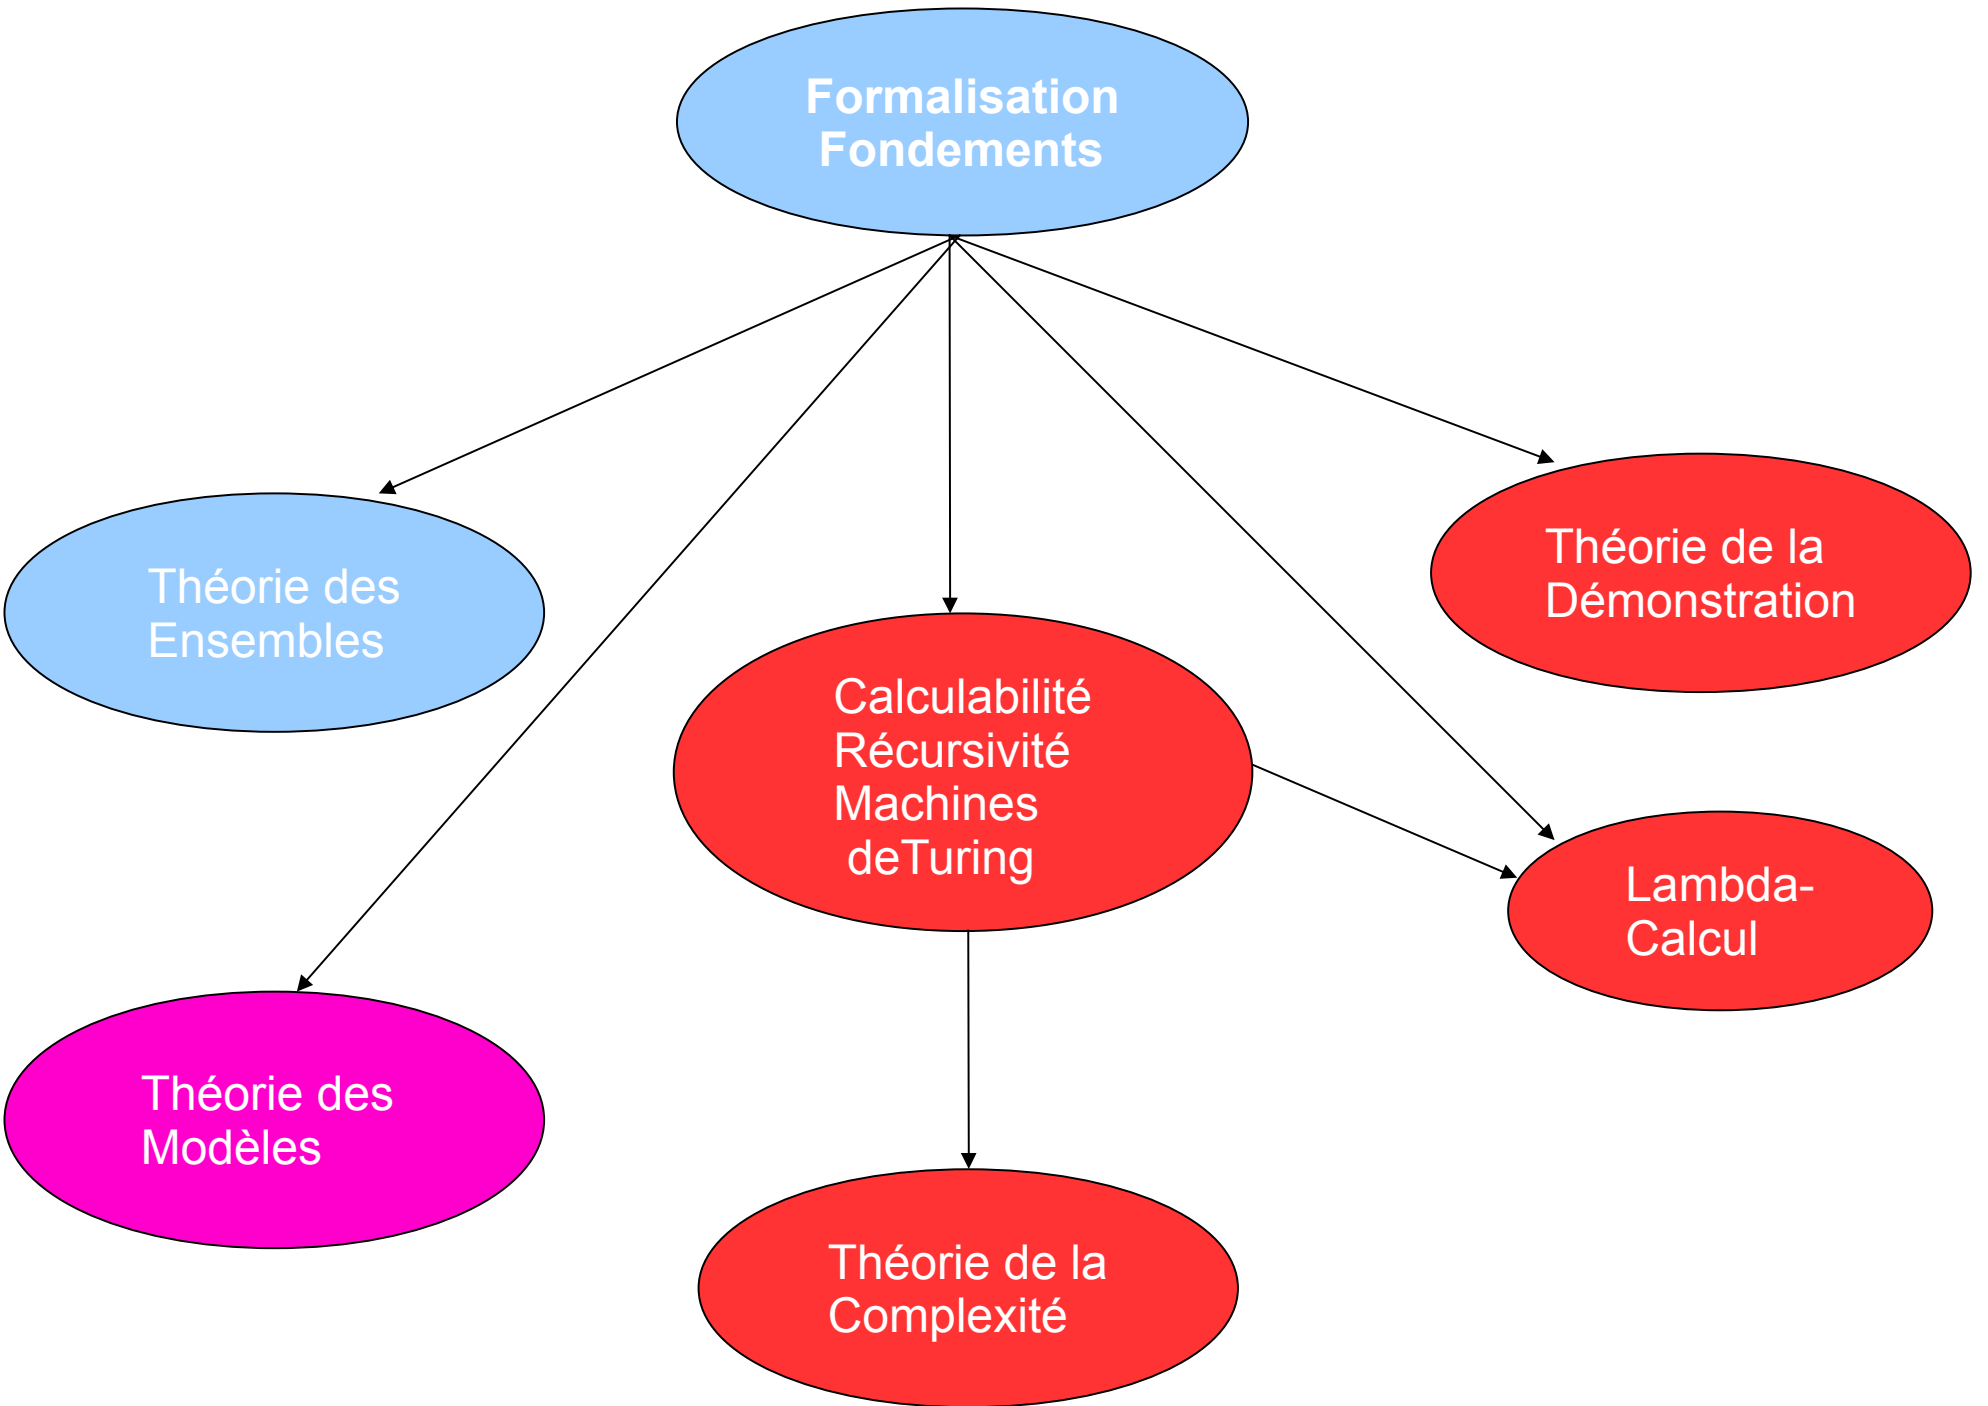 Formalisation
Fondements
Théorie des
Ensembles
Théorie de la
Démonstration
Calculabilité
Récursivité
Machines
deTuring
Lambda-
Calcul
Théorie des
Modèles
Théorie de la
Complexité